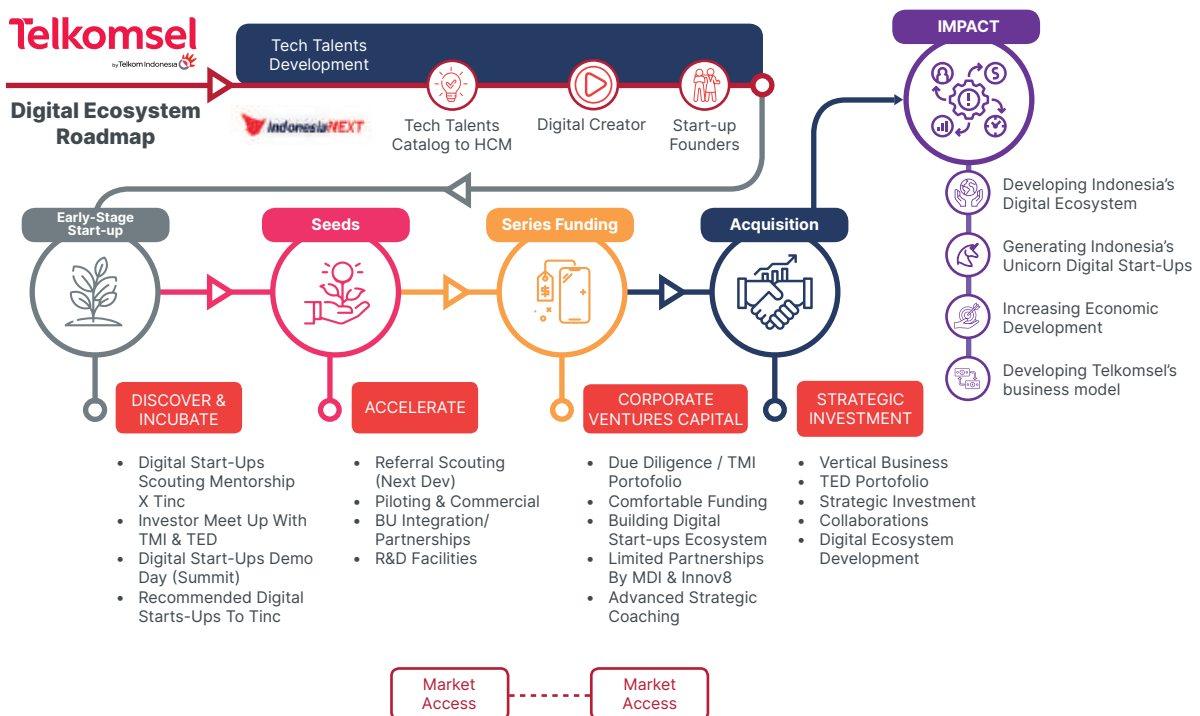 Telkomsel
by Telkom Indonesia
Digital Ecosystem
Roadmap
Tech Talents
Development
IndonesiaNEXT
Tech Talents
Catalog to HCM
Digital Creator
Start-up
Founders
IMPACT
Developing Indonesia's
Digital Ecosystem
Generating Indonesia's
Unicorn Digital Start-Ups
Increasing Economic
Development
Developing Telkomsel's
business model
Early-Stage
Start-up
Seeds
Series Funding
Acquisition
DISCOVER &
INCUBATE
• Digital Start-Ups
Scouting Mentorship
X Tinc
• Investor Meet Up With
TMI & TED
• Digital Start-Ups Demo
Day (Summit)
• Recommended Digital
Starts-Ups To Tinc
ACCELERATE
• Referral Scouting
(Next Dev)
• Piloting & Commercial
• BU Integration/
Partnerships
• R&D Facilities
CORPORATE
VENTURES CAPITAL
• Due Diligence / TMI
Portofolio
• Comfortable Funding
• Building Digital
Start-ups Ecosystem
• Limited Partnerships
By MDI & Innov8
• Advanced Strategic
Coaching
STRATEGIC
INVESTMENT
• Vertical Business
• TED Portofolio
• Strategic Investment
• Collaborations
• Digital Ecosystem
Development
Market
Access
Market
Access